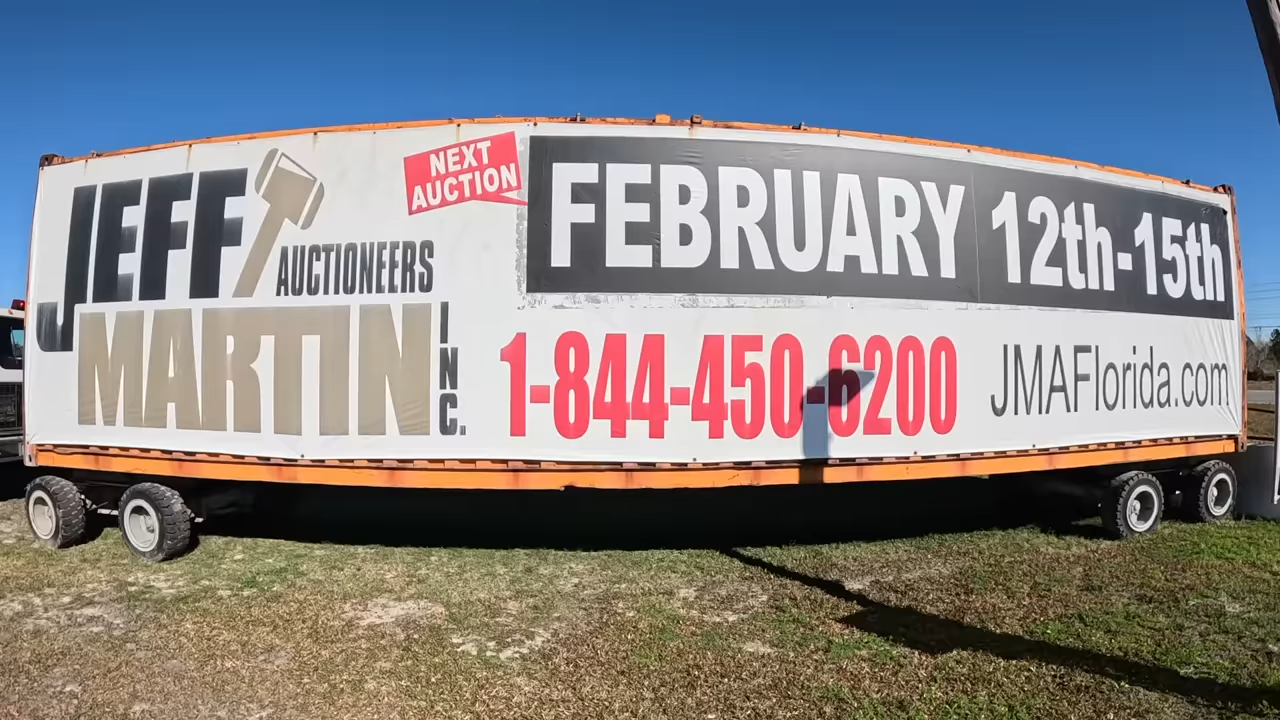 JEFF
AUCTIONEERS
MARTIN
INC.
NEXT
AUCTION
FEBRUARY 12th-15th
1-844-450-6200
JMAFlorida.com